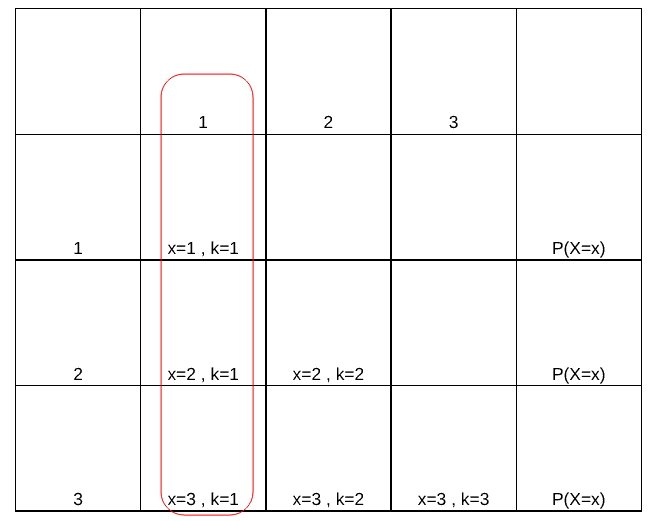 1 2 3
1 x=1 , k=1 P(X=x)
2 x=2 , k=1 x=2 , k=2 P(X=x)
3 x=3 , k=1 x=3 , k=2 x=3 , k=3 P(X=x)